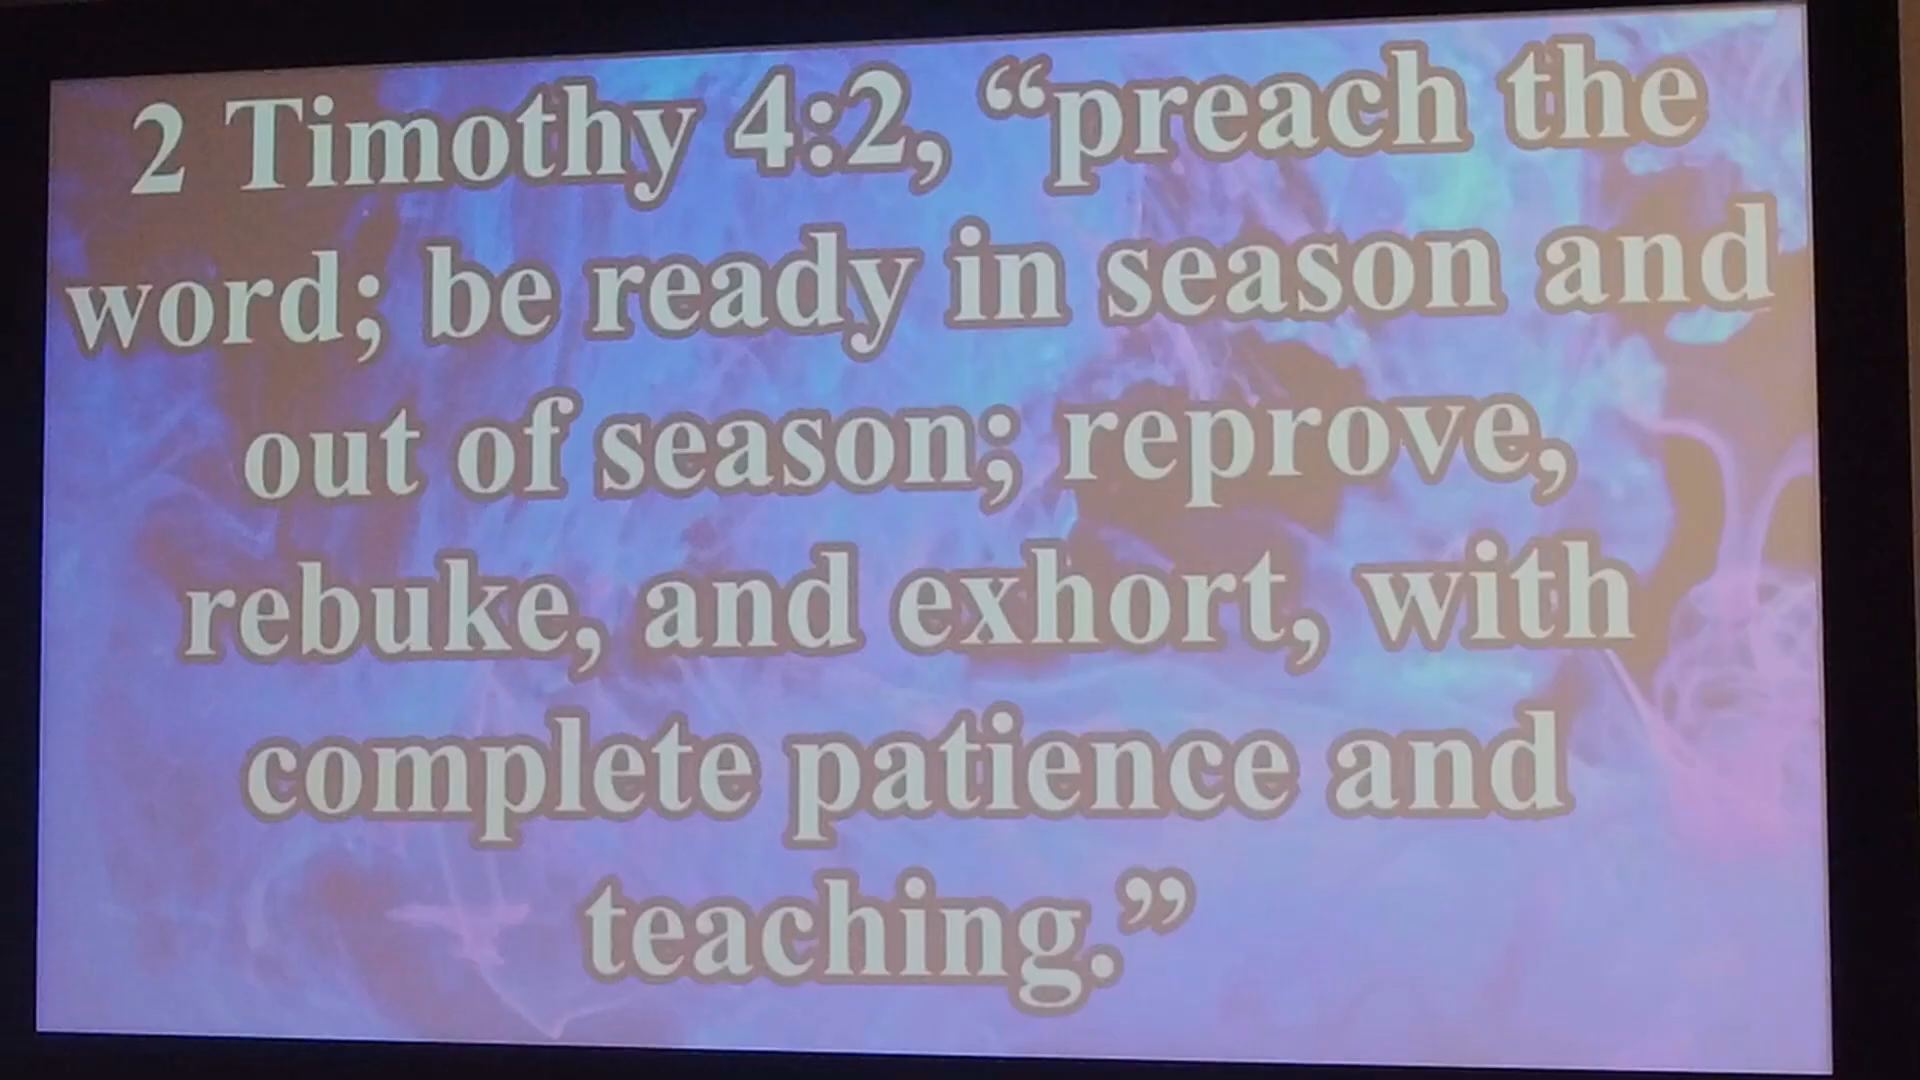 2 Timothy 4:2, “preach the
word; be ready in season and
out of season; reprove,
rebuke, and exhort, with
complete patience and
teaching.”